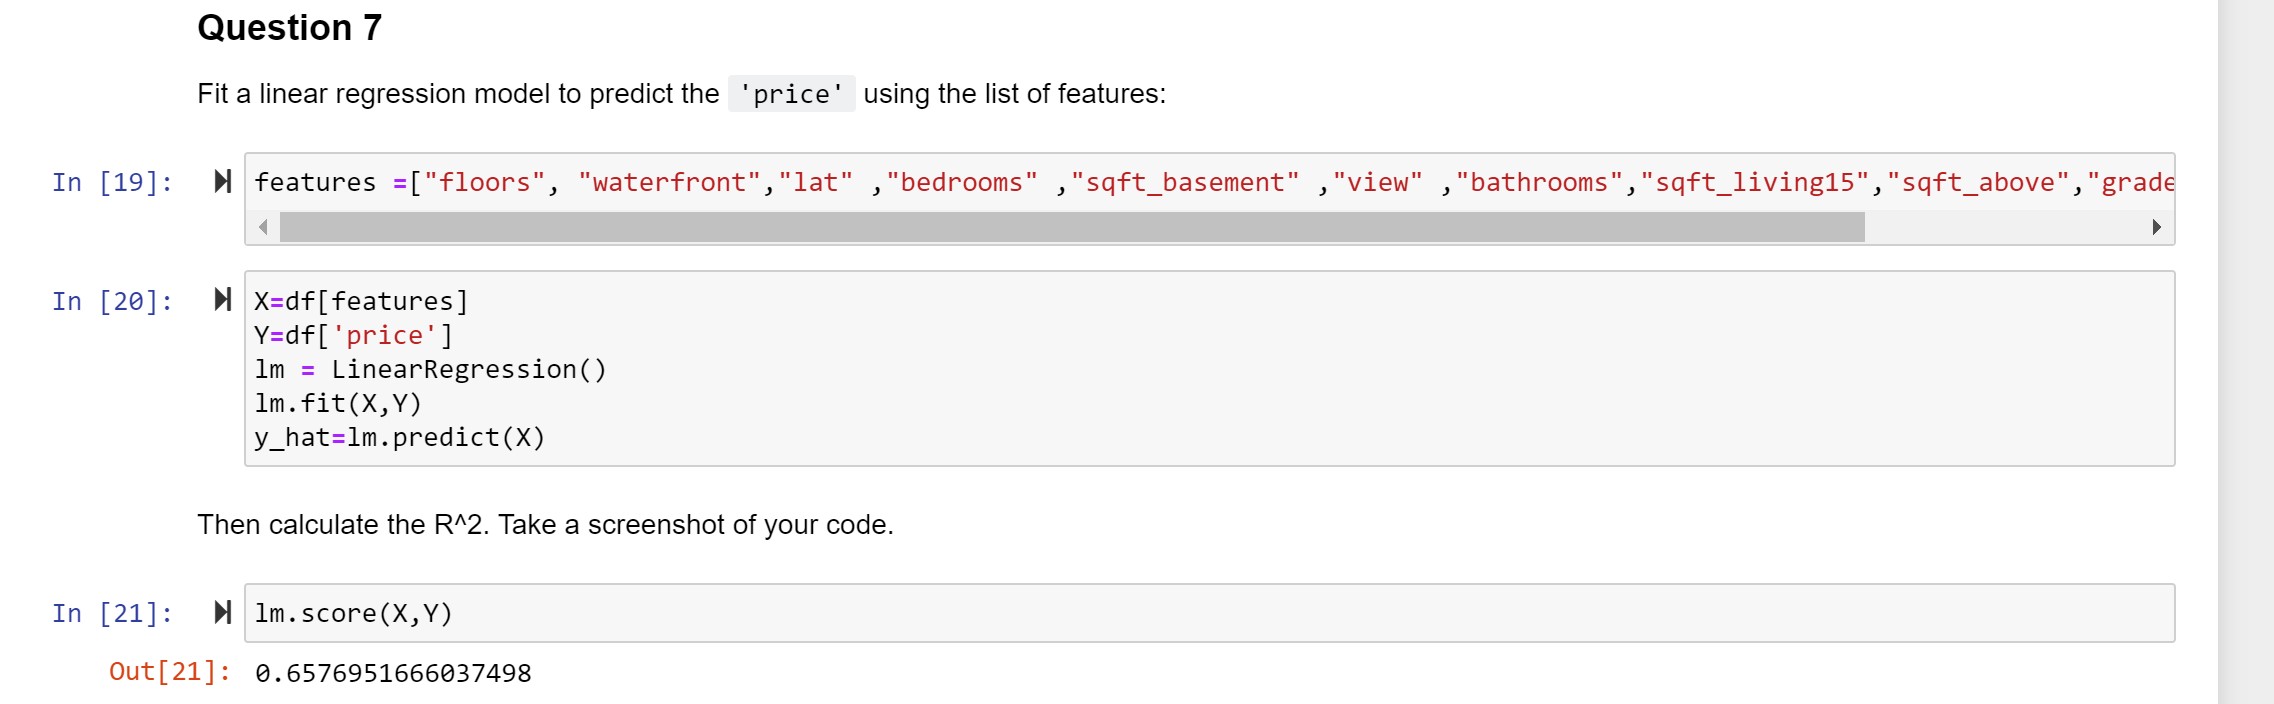 Question 7
Fit a linear regression model to predict the 'price' using the list of features:
In [19]: features =["floors", "waterfront","lat" ,"bedrooms" ,"sqft_basement" ,"view" ,"bathrooms","sqft_living15","sqft_above","grade
In [20]: X=df[features]
Y=df['price']
lm = LinearRegression()
lm.fit(X,Y)
y_hat=lm.predict(X)
Then calculate the R^2. Take a screenshot of your code.
In [21]: lm.score(X,Y)
Out[21]: 0.6576951666037498